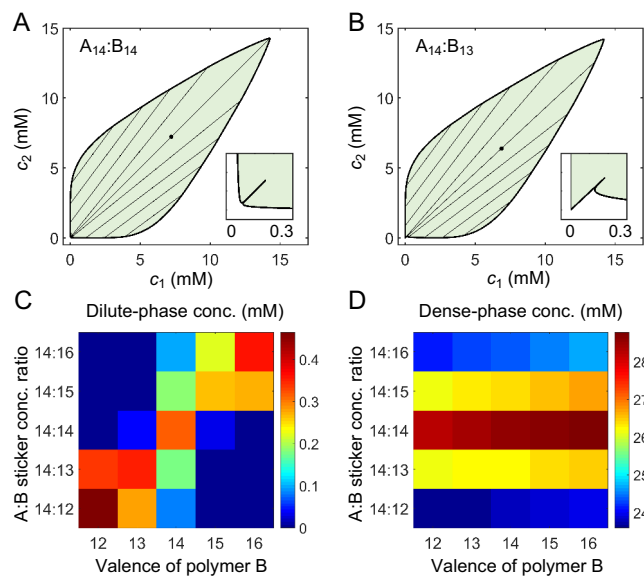 A
B
A14:B14
A14:B13
15
10
5
0
c2 (mM)
0 0.3
0 5 10 15
c1 (mM)
15
10
5
0
c2 (mM)
0 0.3
0 5 10 15
c1 (mM)
C
Dilute-phase conc. (mM)
A:B sticker conc. ratio
14:16
14:15
14:14
14:13
14:12
12 13 14 15 16
Valence of polymer B
0.4
0.3
0.2
0.1
0
D
Dense-phase conc. (mM)
A:B sticker conc. ratio
14:16
14:15
14:14
14:13
14:12
12 13 14 15 16
Valence of polymer B
28
27
26
25
24